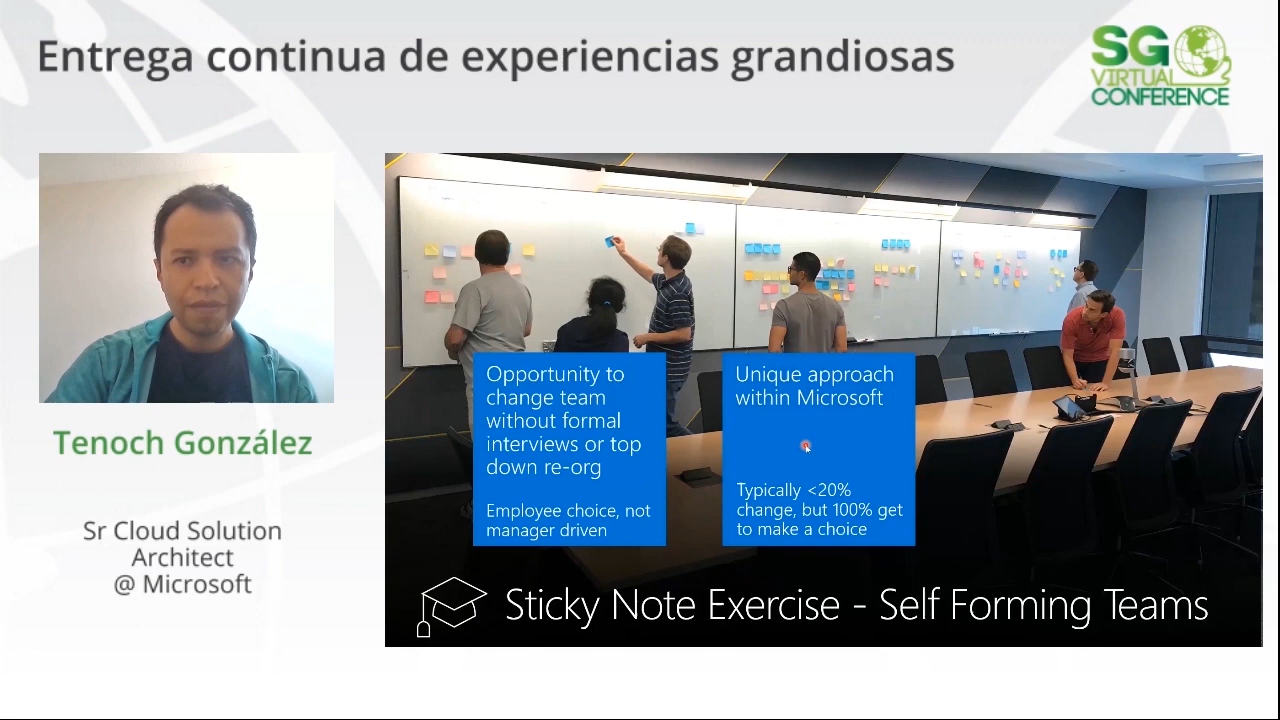 Entrega continua de experiencias grandiosas
SG
VIRTUAL
CONFERENCE
Tenoch González
Sr Cloud Solution
Architect
@ Microsoft
Opportunity to
change team
without formal
interviews or top
down re-org
Employee choice, not
manager driven
Unique approach
within Microsoft
Typically <20%
change, but 100% get
to make a choice
Sticky Note Exercise - Self Forming Teams